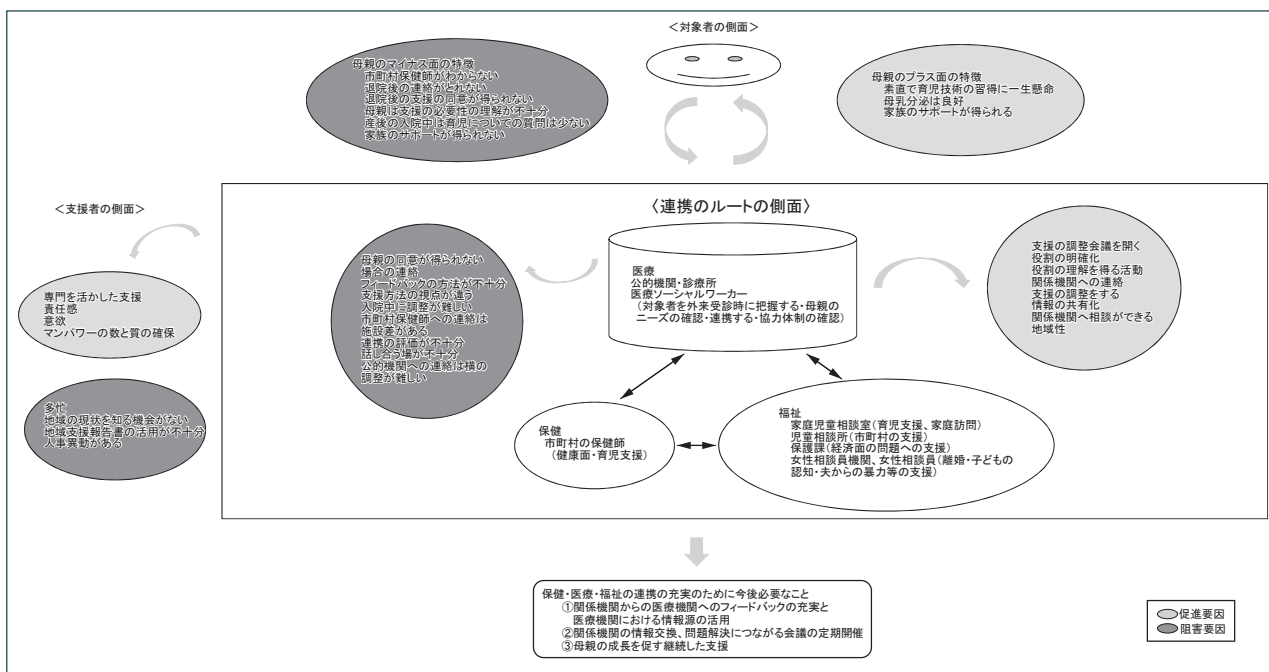 ＜対象者の側面＞
母親のマイナス面の特徴
市町村保健師がわからない
退院後の連絡がとれない
退院後の支援の同意が得られない
母親は支援の必要性の理解が不十分
産後の入院中は育児についての質問は少ない
家族のサポートが得られない
母親のプラス面の特徴
素直で育児技術の習得に一生懸命
母乳分泌は良好
家族のサポートが得られる
＜支援者の側面＞
専門を活かした支援
責任感
意欲
マンパワーの数と質の確保
多忙
地域の現状を知る機会がない
地域支援報告書の活用が不十分
人事異動がある
〈連携のルートの側面〉
母親の同意が得られない
場合の連絡
フィードバックの方法が不十分
支援方法の視点が違う
入院中に調整が難しい
市町村保健師への連絡は
施設差がある
連携の評価が不十分
話し合う場が不十分
公的機関への連絡は横の
調整が難しい
医療
公的機関・診療所
医療ソーシャルワーカー
（対象者を外来受診時に把握する・母親の
ニーズの確認・連携する・協力体制の確認）
支援の調整会議を開く
役割の明確化
役割の理解を得る活動
関係機関への連絡
支援の調整をする
情報の共有化
関係機関へ相談ができる
地域性
保健
市町村の保健師
（健康面・育児支援）
福祉
家庭児童相談室（育児支援、家庭訪問）
児童相談所（市町村の支援）
保護課（経済面の問題への支援）
女性相談員機関、女性相談員（離婚・子どもの
認知・夫からの暴力等の支援）
保健・医療・福祉の連携の充実のために今後必要なこと
①関係機関からの医療機関へのフィードバックの充実と
医療機関における情報源の活用
②関係機関の情報交換、問題解決につながる会議の定期開催
③母親の成長を促す継続した支援
促進要因
阻害要因